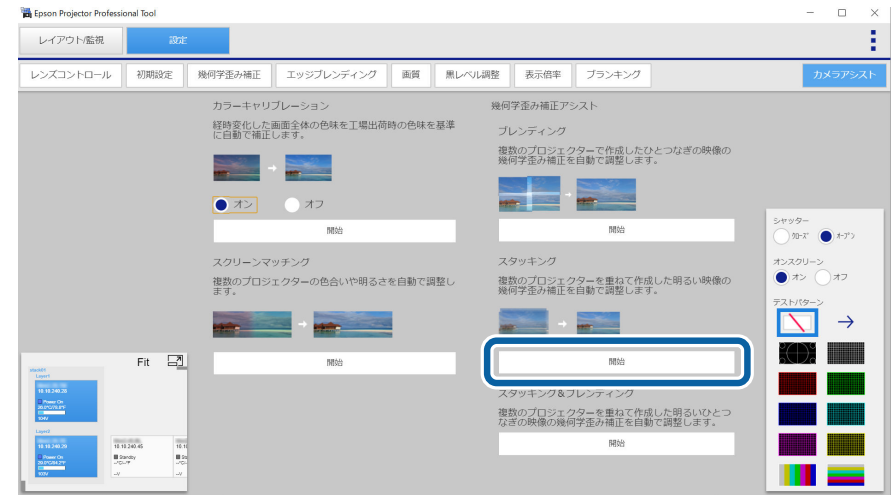 Epson Projector Professional Tool
レイアウト/監視
設定
レンズコントロール
初期設定
幾何学歪み補正
エッジブレンディング
画質
黒レベル調整
表示倍率
ブランキング
カメラアシスト
カラーキャリブレーション
経時変化した画面全体の色味を工場出荷時の色味を基準
に自動で補正します。
オン
オフ
開始
スクリーンマッチング
複数のプロジェクターの色合いや明るさを自動で調整し
ます。
開始
幾何学歪み補正アシスト
ブレンディング
複数のプロジェクターで作成したひとつなぎの映像の
幾何学歪み補正を自動で調整します。
開始
スタッキング
複数のプロジェクターを重ねて作成した明るい映像の
幾何学歪み補正を自動で調整します。
開始
スタッキング&ブレンディング
複数のプロジェクターを重ねて作成した明るいひとつ
なぎの映像の幾何学歪み補正を自動で調整します。
開始
シャッター
クローズ
オープン
オンスクリーン
オン
オフ
テストパターン
Fit
Layer1
10.10.240.28
Power On
104V
Layer2
10.10.240.29
Power On
100V
10.10.240.45
Standby
--°C/--°F
--V